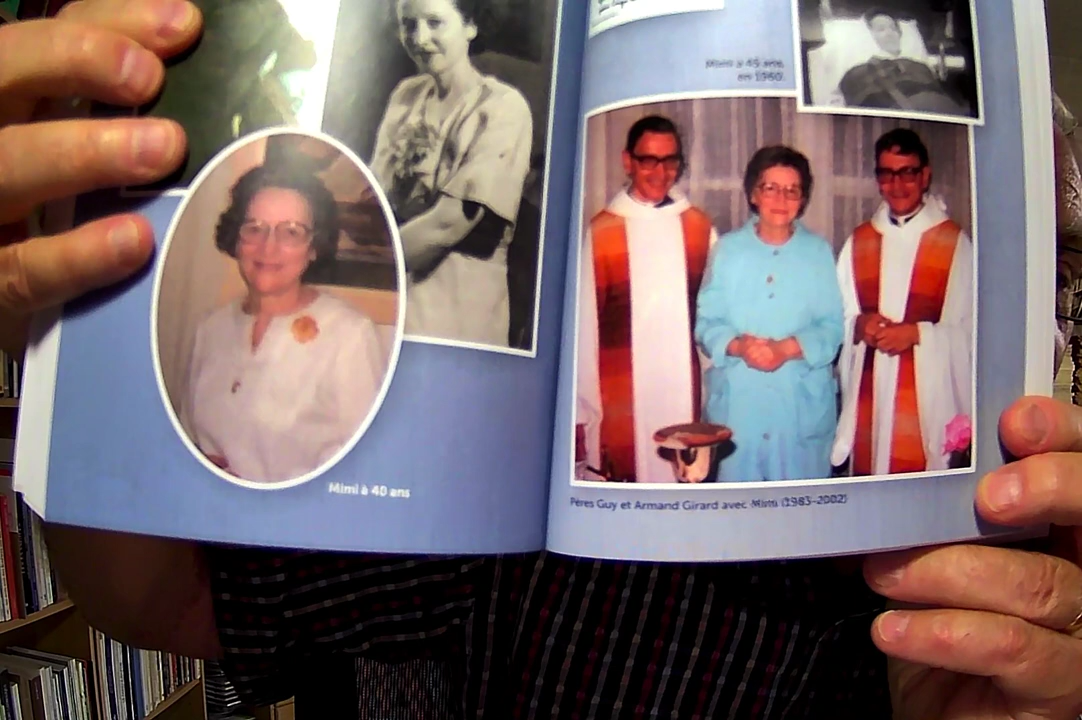 Mimi à 40 ans
Mimi à 45 ans,
en 1960.
Pères Guy et Armand Girard avec Mimi (1983-2002)